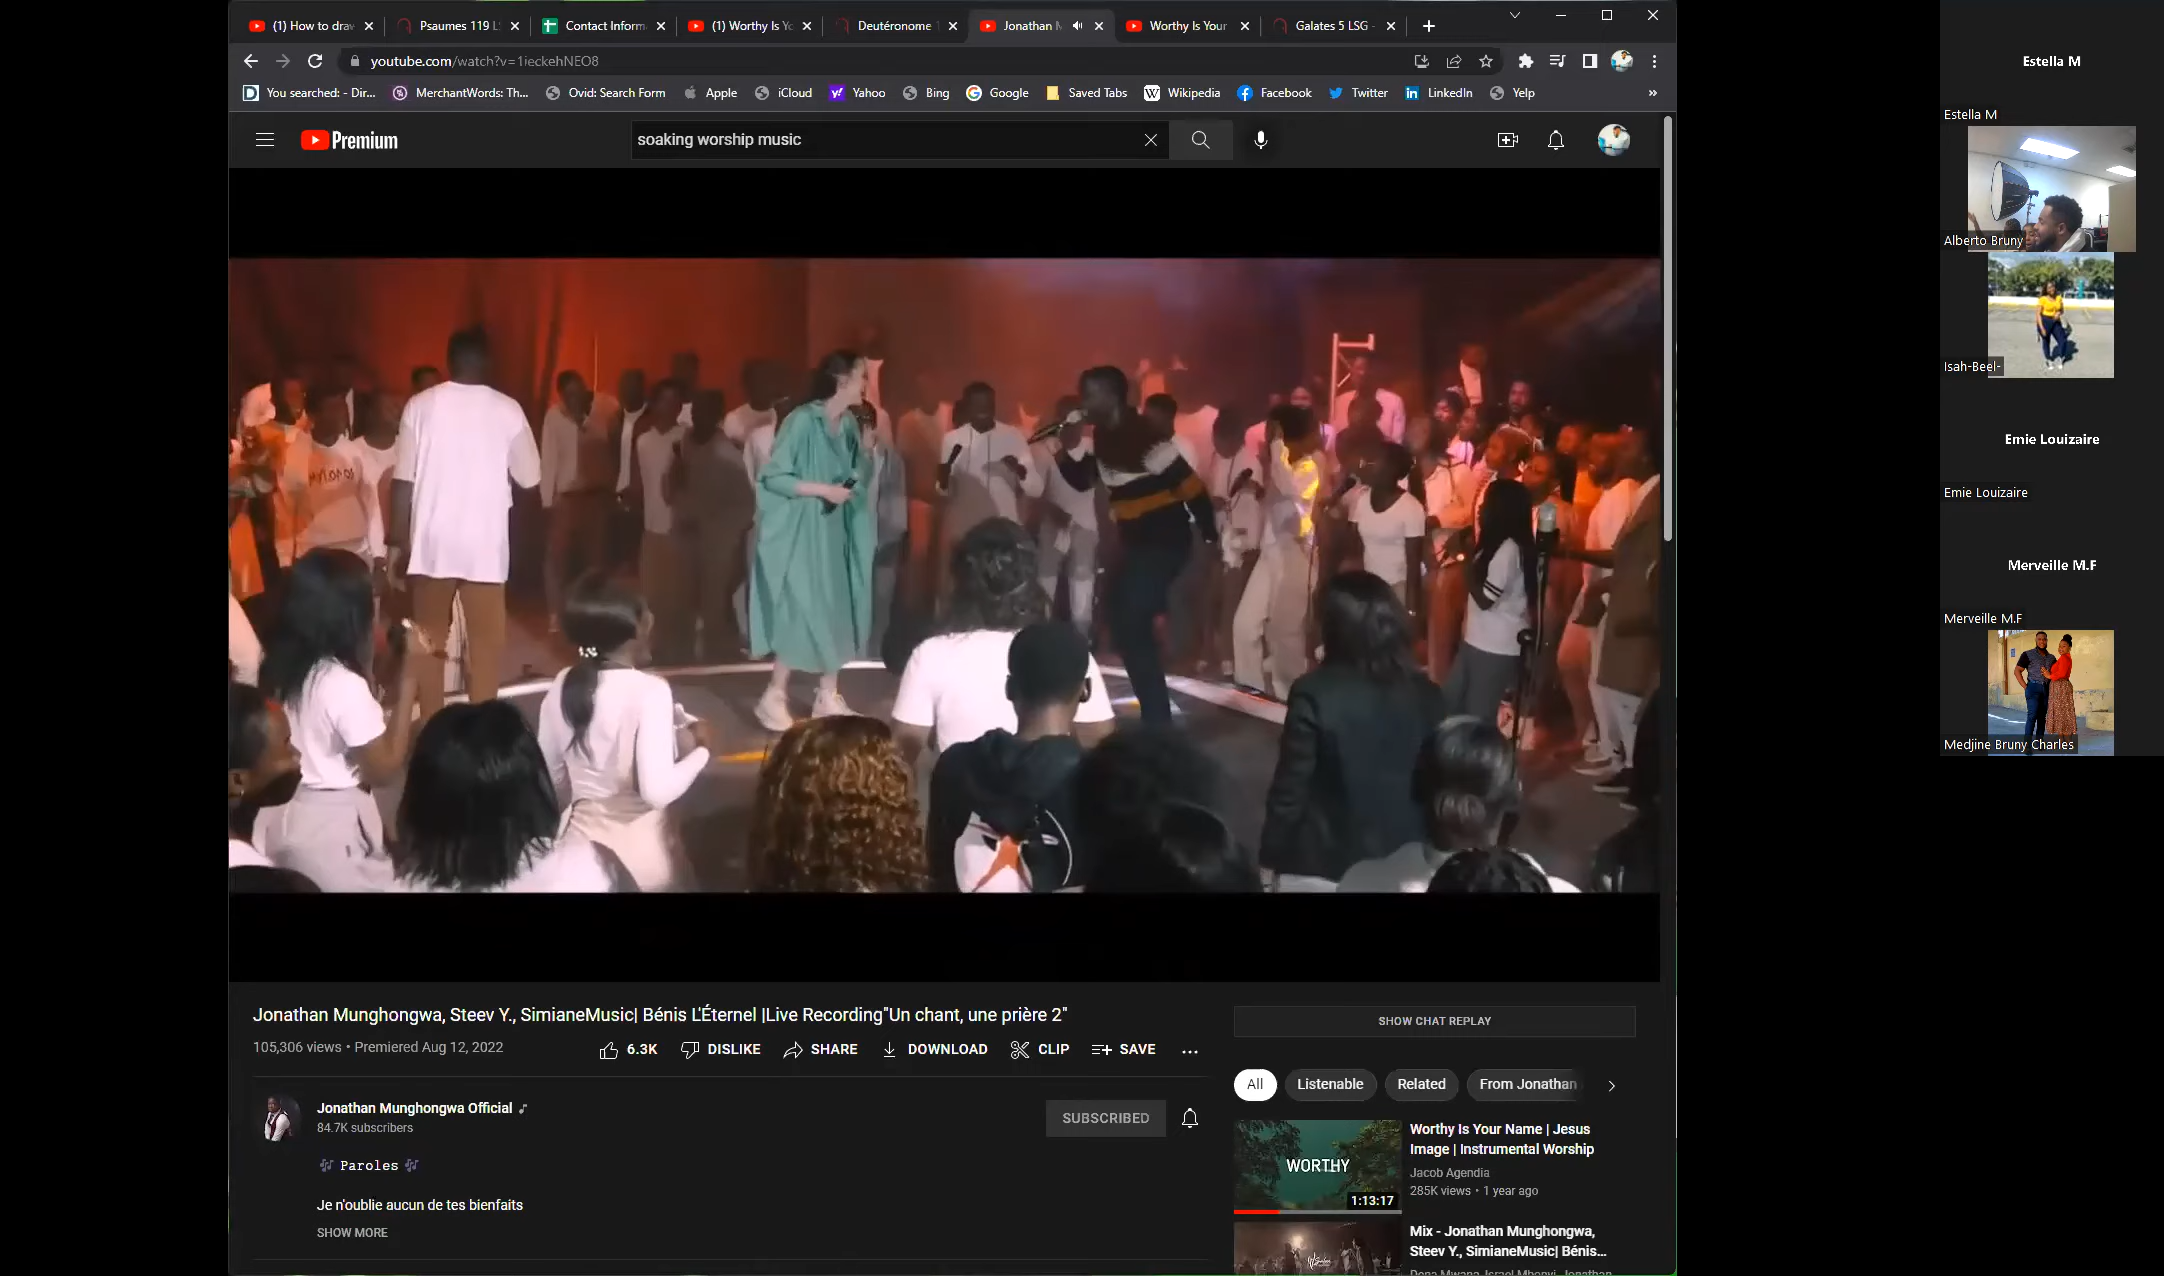 (1) How to draw
Psaumes 119 L
Contact Inform
(1) Worthy Is Yo
Deutéronome 1
Jonathan M
Worthy Is Your
Galates 5 LSG -
youtube.com/watch?v=1ieckehNEO8
You searched: - Dir...
MerchantWords: Th...
Ovid: Search Form
Apple
iCloud
Yahoo
Bing
Google
Saved Tabs
Wikipedia
Facebook
Twitter
LinkedIn
Yelp
»
Premium
soaking worship music
Jonathan Munghongwa, Steev Y., SimianeMusic| Bénis L'Éternel |Live Recording"Un chant, une prière 2"
105,306 views • Premiered Aug 12, 2022
6.3K
DISLIKE
SHARE
DOWNLOAD
CLIP
SAVE
...
Jonathan Munghongwa Official
84.7K subscribers
SUBSCRIBED
🎶 Paroles 🎶
Je n'oublie aucun de tes bienfaits
SHOW MORE
SHOW CHAT REPLAY
All
Listenable
Related
From Jonathan
WORTHY
1:13:17
Worthy Is Your Name | Jesus
Image | Instrumental Worship
Jacob Agendia
285K views • 1 year ago
Mix - Jonathan Munghongwa,
Steev Y., SimianeMusic| Bénis...
Estella M
Estella M
Alberto Bruny
Isah-Beel-
Emie Louizaire
Emie Louizaire
Merveille M.F
Merveille M.F
Medjine Bruny Charles